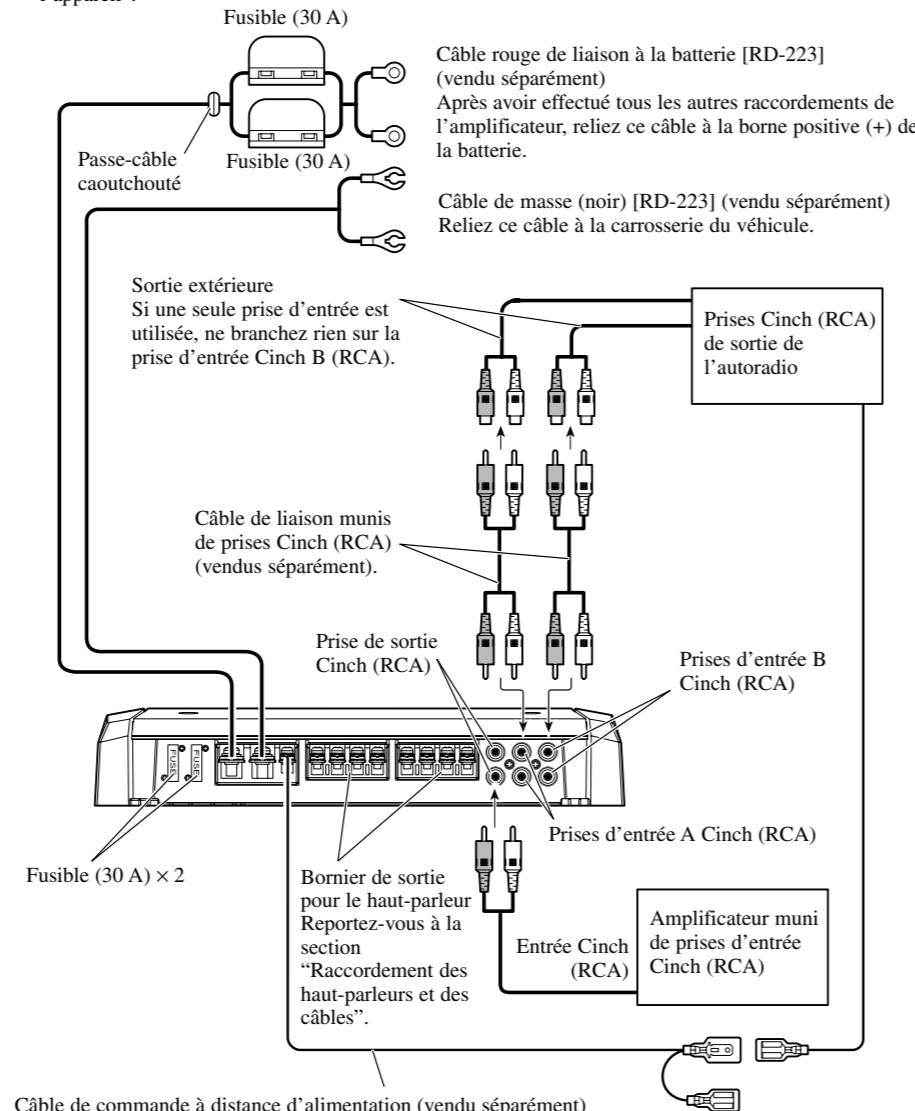 l'appareil".
Fusible (30 A)
Câble rouge de liaison à la batterie [RD-223]
(vendu séparément)
Après avoir effectué tous les autres raccordements de
l'amplificateur, reliez ce câble à la borne positive (+) de
la batterie.
Passe-câble
caoutchouté
Fusible (30 A)
Câble de masse (noir) [RD-223] (vendu séparément)
Reliez ce câble à la carrosserie du véhicule.
Sortie extérieure
Si une seule prise d'entrée est
utilisée, ne branchez rien sur la
prise d'entrée Cinch B (RCA).
Prises Cinch (RCA)
de sortie de
l'autoradio
Câble de liaison munis
de prises Cinch (RCA)
(vendus séparément).
Prise de sortie
Cinch (RCA)
Prises d'entrée B
Cinch (RCA)
FUSE
FUSE
Prises d'entrée A Cinch (RCA)
Fusible (30 A) × 2
Bornier de sortie
pour le haut-parleur
Reportez-vous à la
section
“Raccordement des
haut-parleurs et des
câbles”.
Entrée Cinch
(RCA)
Amplificateur muni
de prises d'entrée
Cinch (RCA)
Câble de commande à distance d'alimentation (vendu séparément)